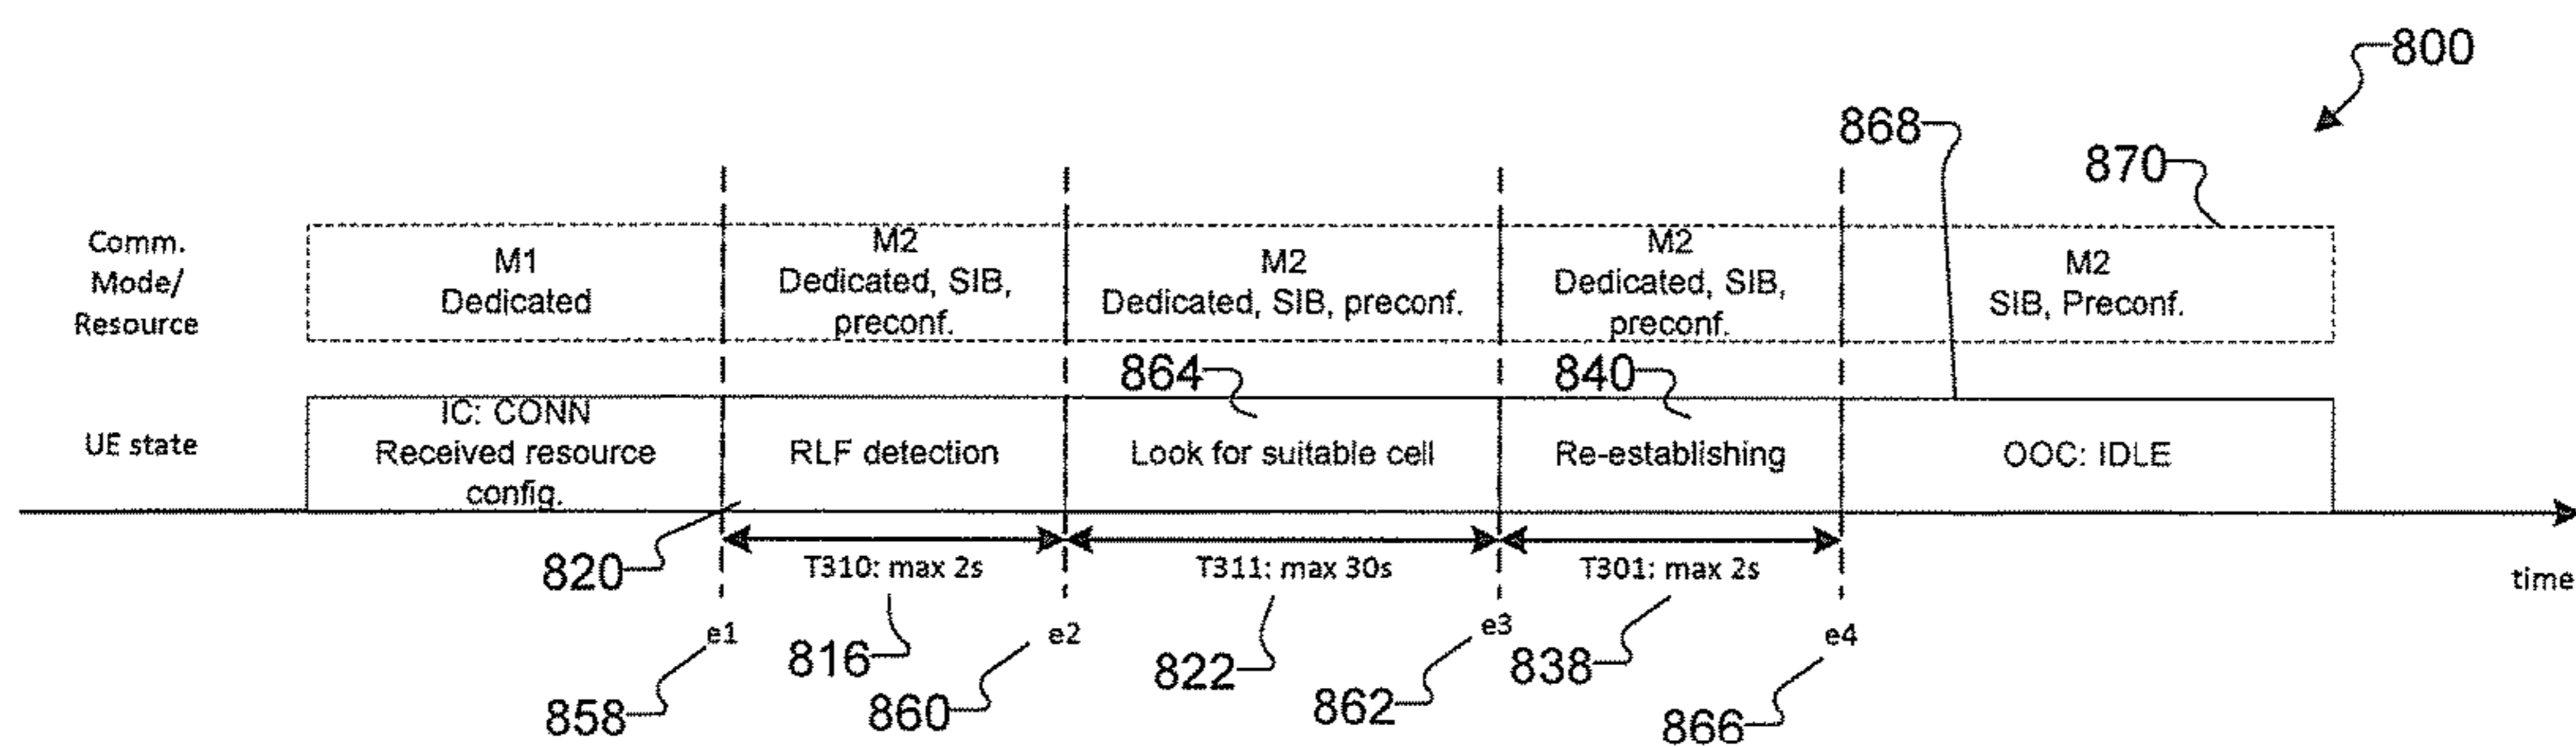 800
868
870
Comm.
Mode/
Resource
M1
Dedicated
M2
Dedicated, SIB,
preconf.
M2
Dedicated, SIB, preconf.
M2
Dedicated, SIB,
preconf.
M2
SIB, Preconf.
864
840
UE state
IC: CONN
Received resource
config.
RLF detection
Look for suitable cell
Re-establishing
OOC: IDLE
820
T310: max 2s
T311: max 30s
T301: max 2s
time
e1
e2
e3
e4
816
822
838
858
860
862
866